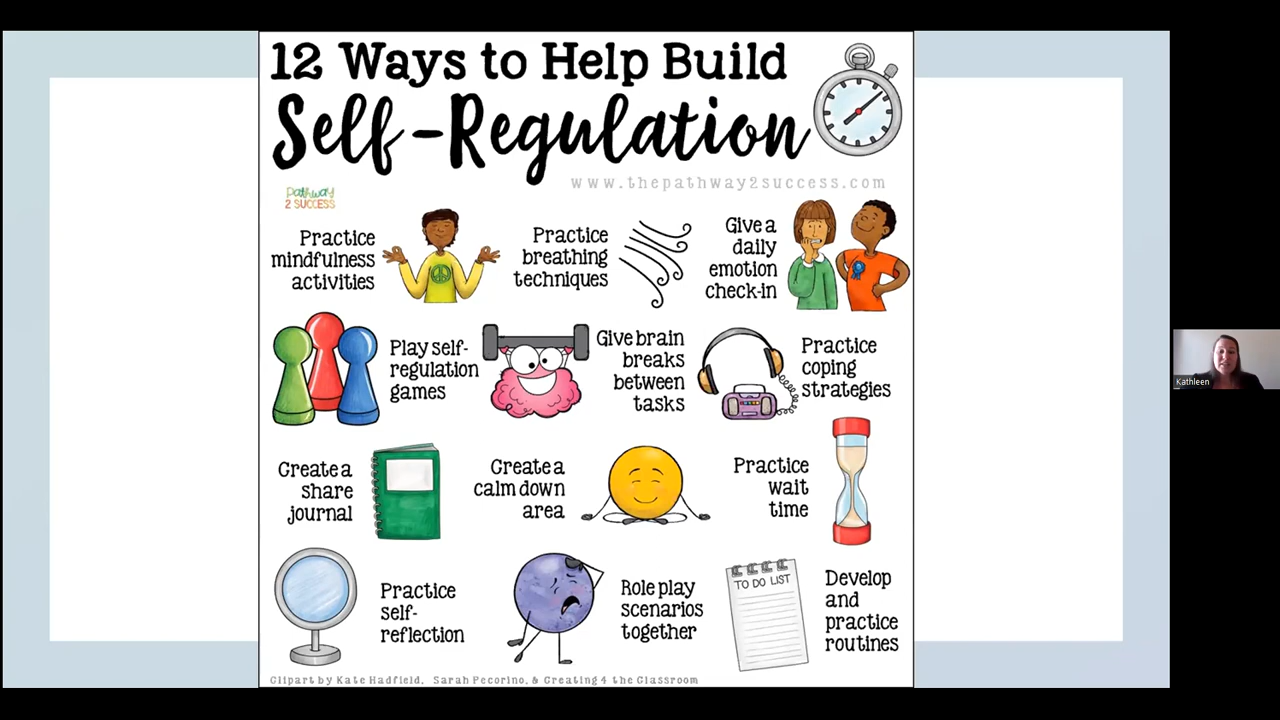 12 Ways to Help Build
Self-Regulation
www.thepathway2success.com
pathway
2 SUCCESS
Practice
mindfulness
activities
Practice
breathing
techniques
Give a
daily
emotion
check-in
Play self-
regulation
games
Give brain
breaks
between
tasks
Practice
coping
strategies
Create a
share
journal
Create a
calm down
area
Practice
wait
time
Practice
self-
reflection
Role play
scenarios
together
TO DO LIST
Develop
and
practice
routines
Clipart by Kate Hadfield, Sarah Pecorino, & Creating 4 the Classroom
Kathleen